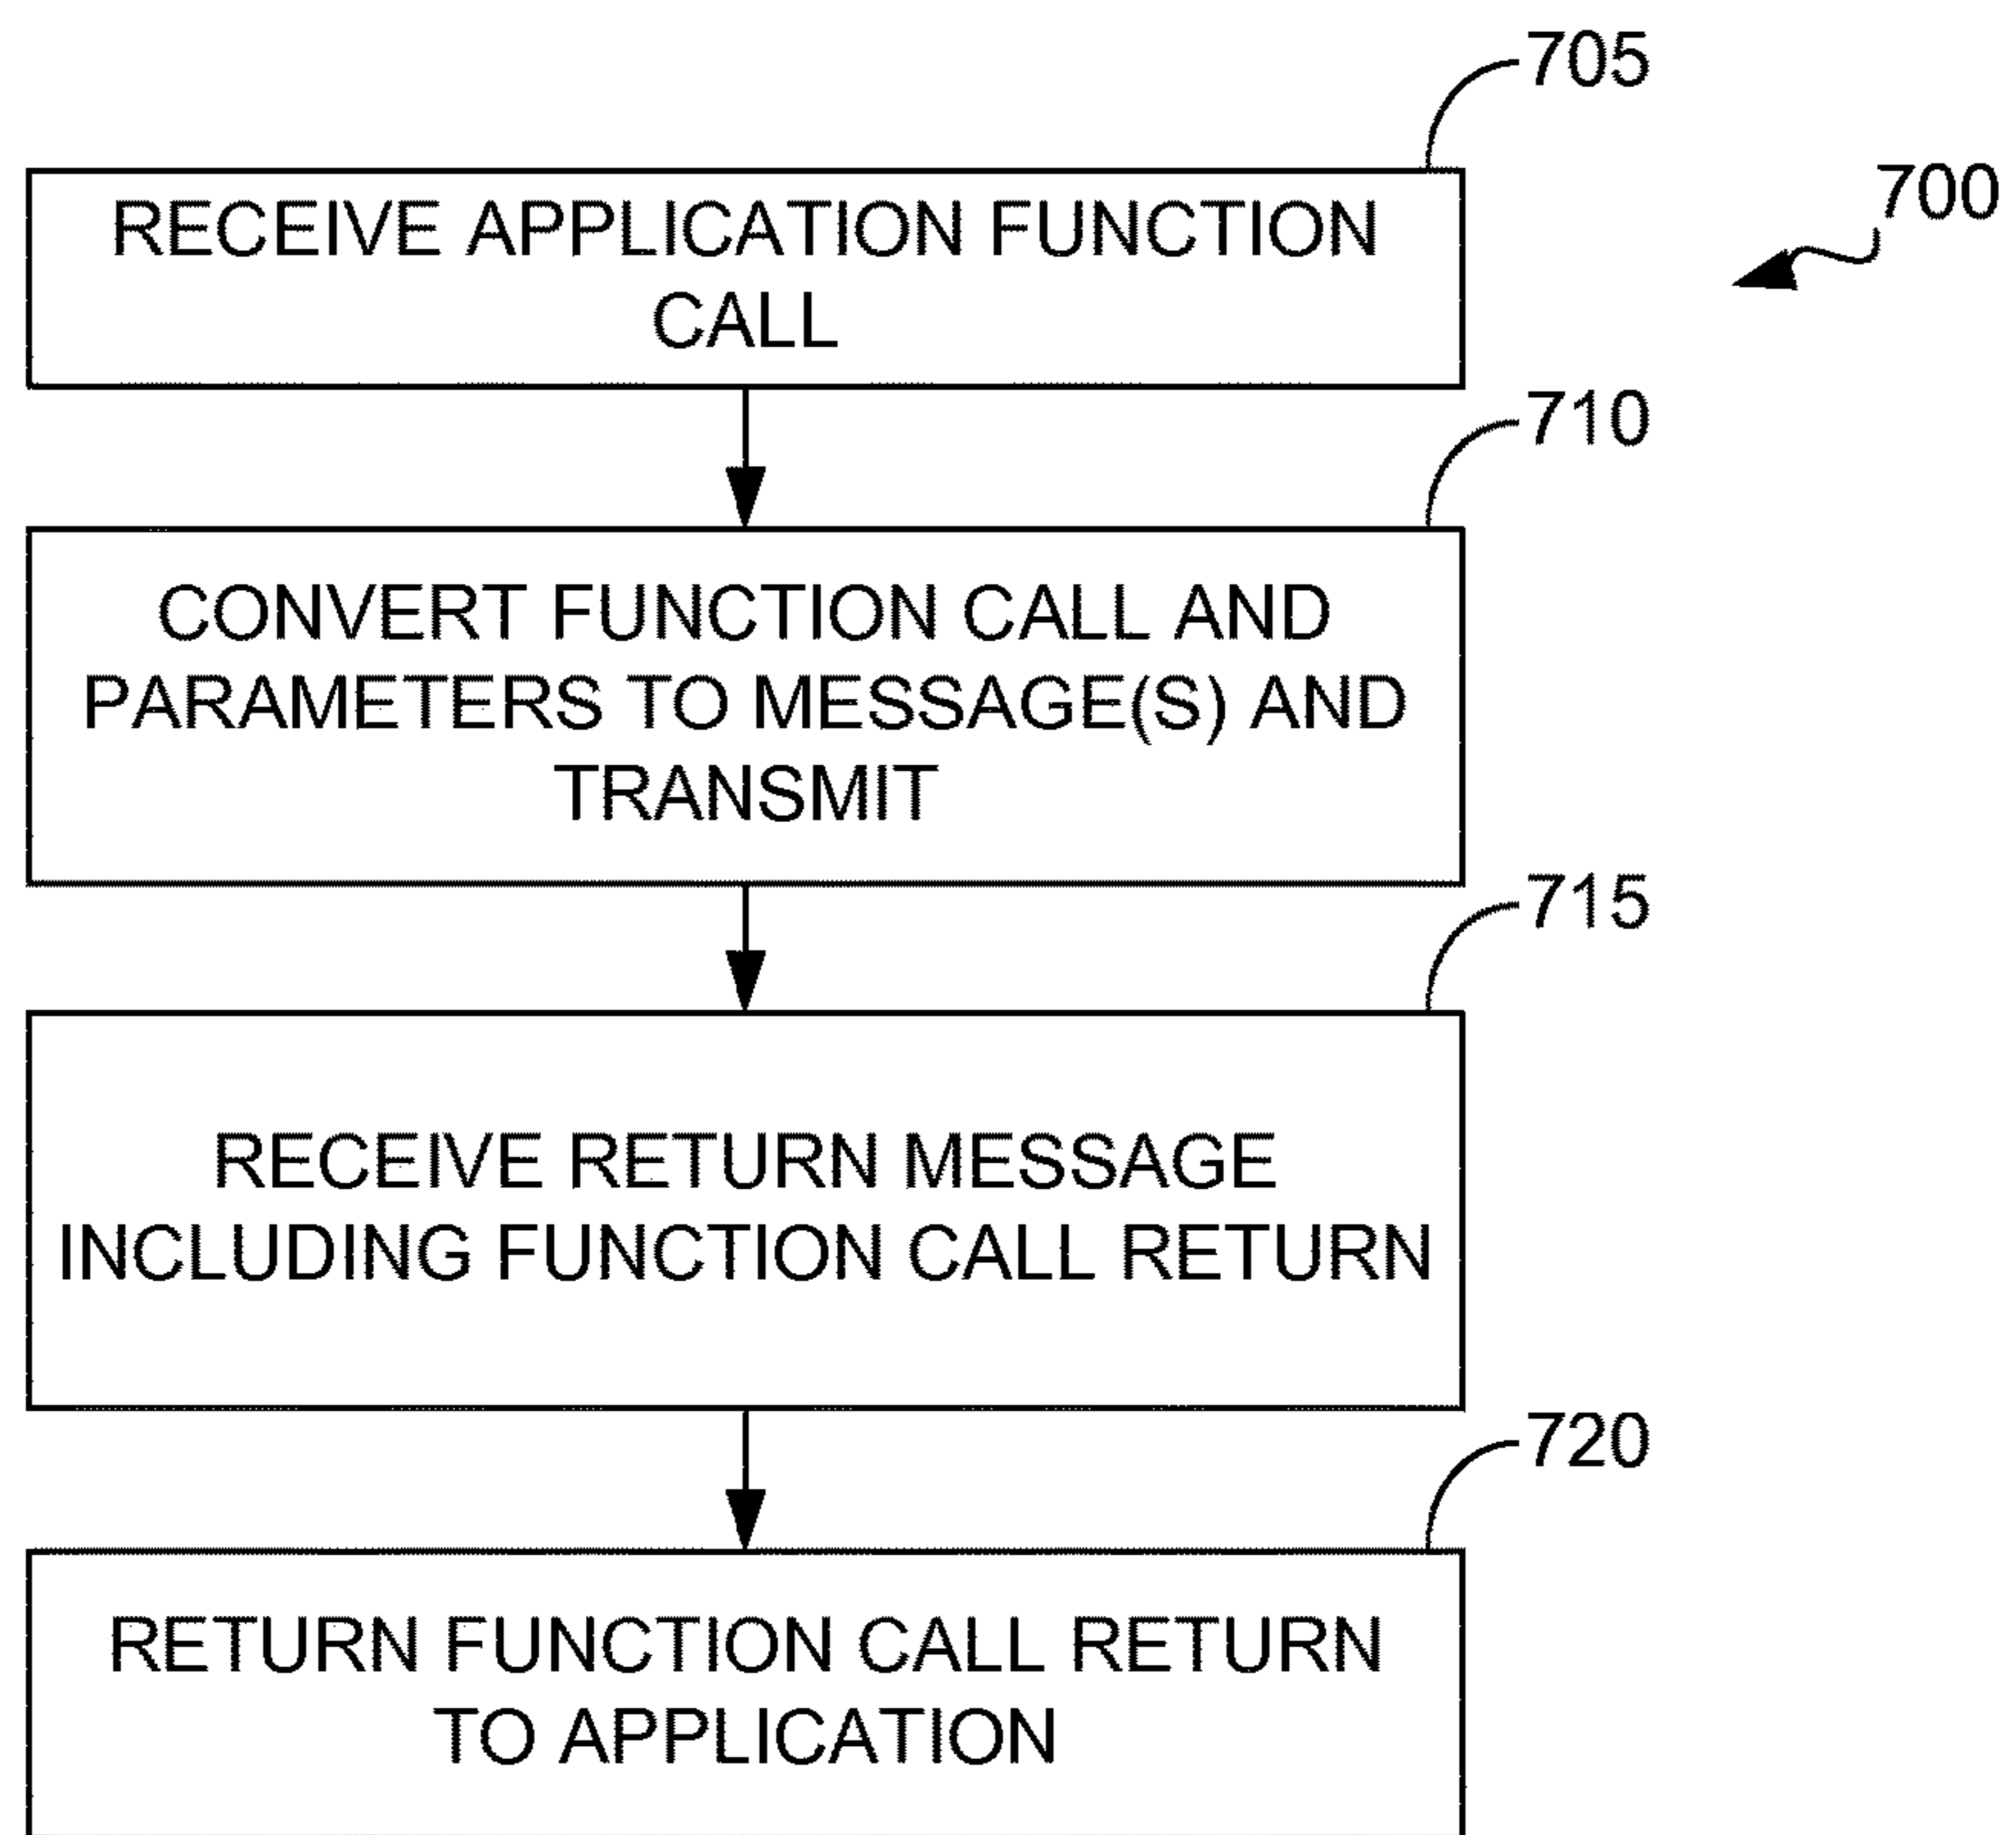 705
700
RECEIVE APPLICATION FUNCTION
CALL
710
CONVERT FUNCTION CALL AND
PARAMETERS TO MESSAGE(S) AND
TRANSMIT
715
RECEIVE RETURN MESSAGE
INCLUDING FUNCTION CALL RETURN
720
RETURN FUNCTION CALL RETURN
TO APPLICATION